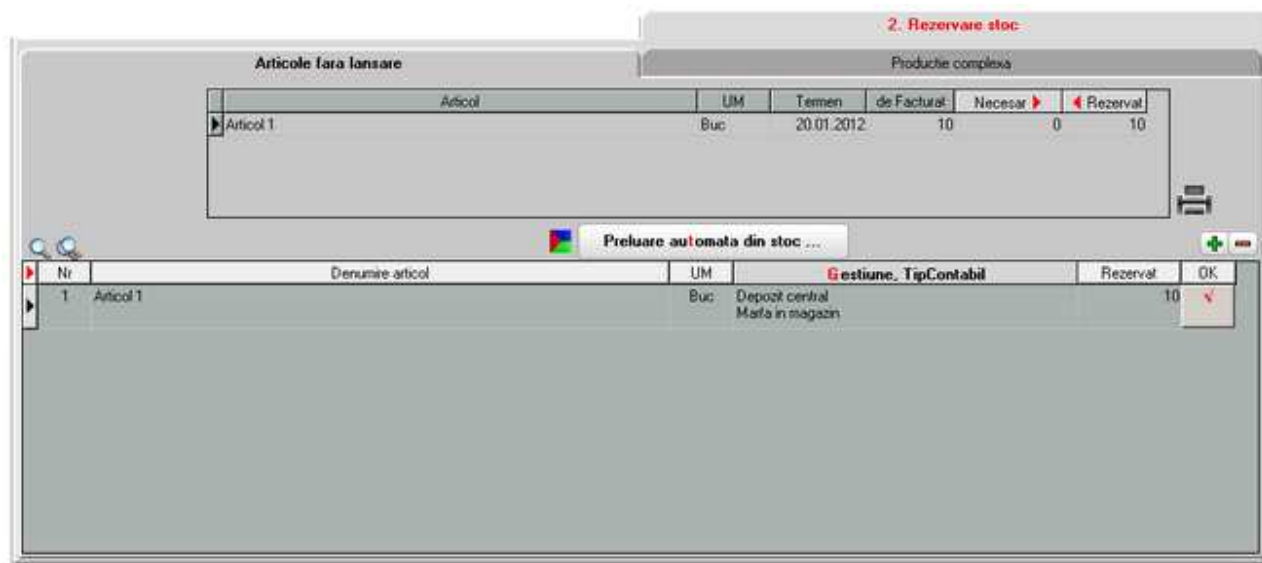 2. Rezervare stoc
Articole fara lansare Productie complexa
Articol UM Termen de Facturat Necesar Rezervat
Articol 1 Buc 20.01.2012 10 0 10
Preluare automata din stoc ...
Nr Denumire articol UM Gestiune, TipContabil Rezervat OK
1 Articol 1 Buc Depozit central 10
Marfa in magazin